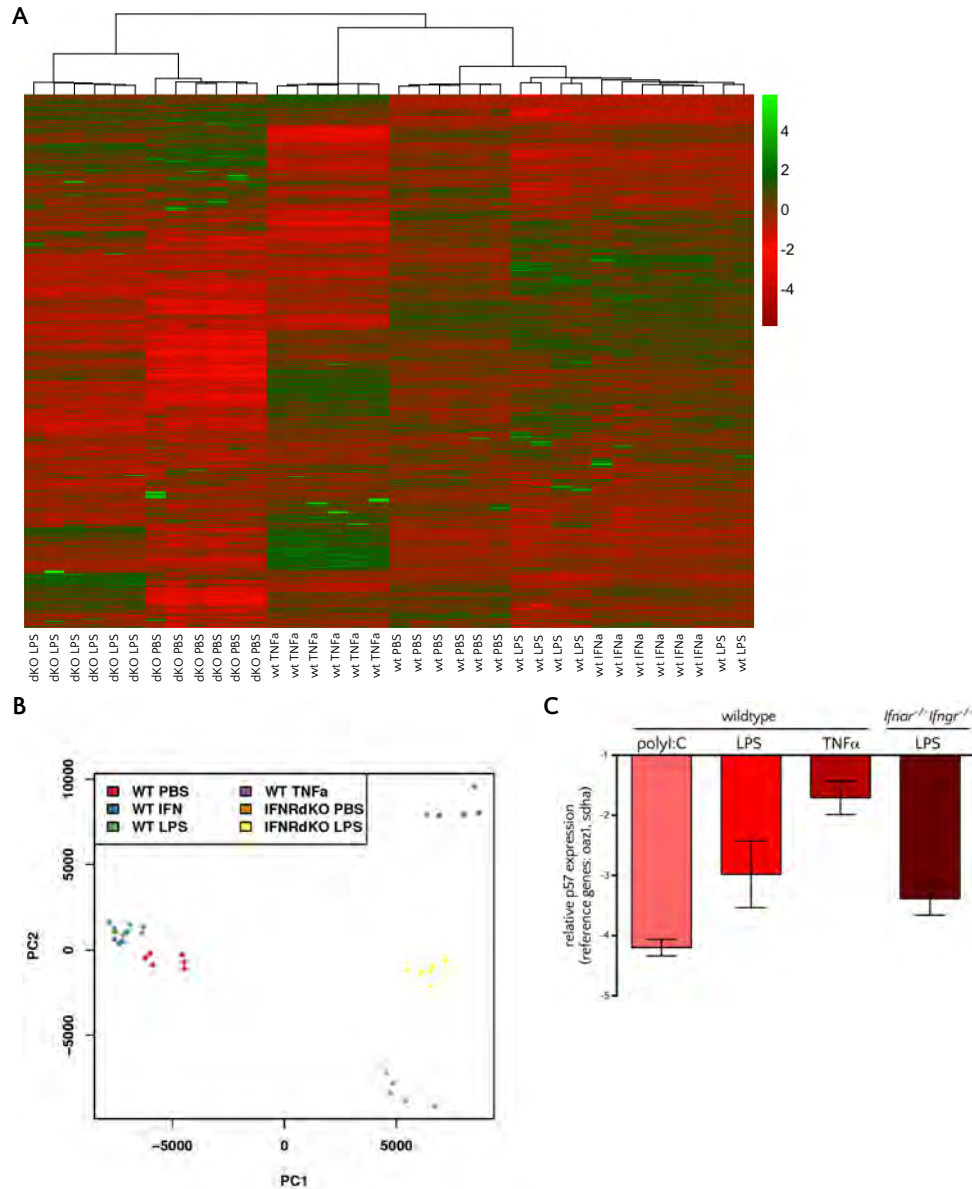 A
4
2
0
-2
-4
dKO LPS
dKO LPS
dKO LPS
dKO LPS
dKO LPS
dKO LPS
dKO PBS
dKO PBS
dKO PBS
dKO PBS
dKO PBS
dKO PBS
wt TNFa
wt TNFa
wt TNFa
wt TNFa
wt TNFa
wt TNFa
wt PBS
wt PBS
wt PBS
wt PBS
wt PBS
wt PBS
wt LPS
wt LPS
wt LPS
wt LPS
wt IFNa
wt IFNa
wt IFNa
wt IFNa
wt IFNa
wt IFNa
wt LPS
wt LPS
B
WT PBS
WT IFN
WT LPS
WT TNFa
IFNRdKO PBS
IFNRdKO LPS
10000
5000
0
−5000
PC2
−5000
0
5000
PC1
C
wildtype
Ifnar-/-Ifngr-/-
polyI:C
LPS
TNFα
LPS
-1
-2
-3
-4
-5
relative p57 expression
(reference genes: oaz1, sdha)